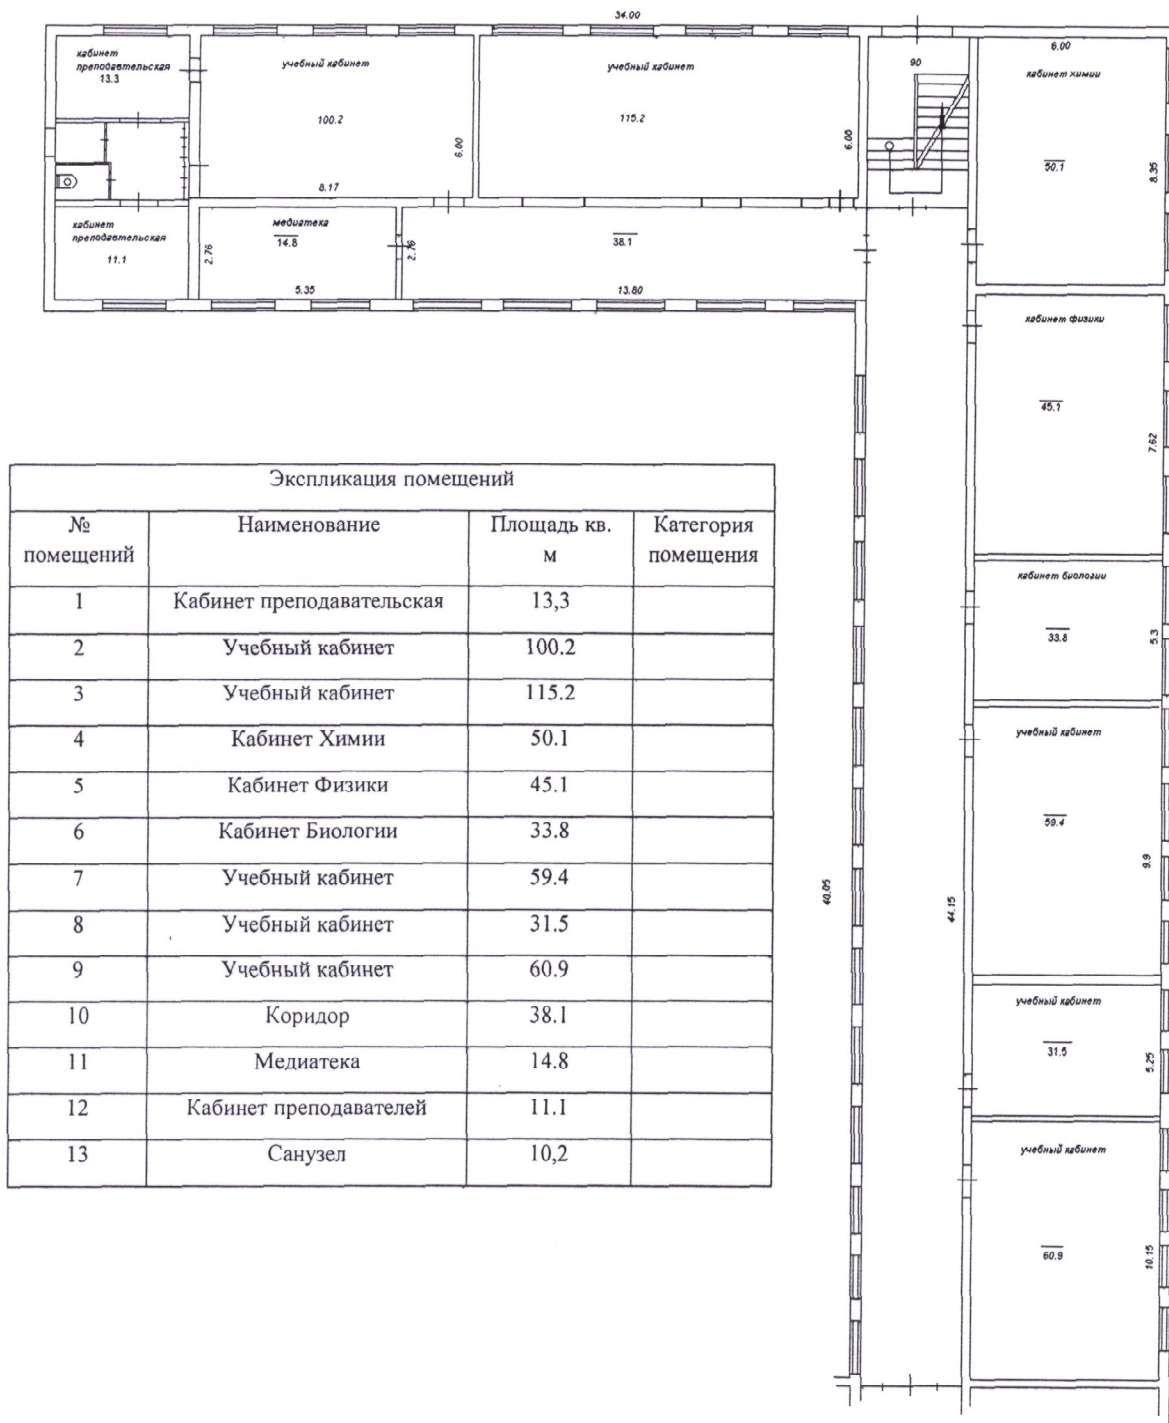 34.00
кабинет
преподавтельская
13.3
учебный кабинет
100.2
6.00
8.17
учебный кабинет
115.2
6.00
90
6.00
кабинет химии
50.1
8.35
кабинет
преподавтельская
11.1
медиатека
14.8
2.76
5.35
2.76
38.1
13.80
кабинет физики
45.1
7.62
кабинет биологии
33.8
5.3
учебный кабинет
59.4
9.9
40.05
44.15
учебный кабинет
31.5
5.25
учебный кабинет
60.9
10.15
Экспликация помещений
№ помещений Наименование Площадь кв. м Категория помещения
1 Кабинет преподавательская 13,3
2 Учебный кабинет 100.2
3 Учебный кабинет 115.2
4 Кабинет Химии 50.1
5 Кабинет Физики 45.1
6 Кабинет Биологии 33.8
7 Учебный кабинет 59.4
8 Учебный кабинет 31.5
9 Учебный кабинет 60.9
10 Коридор 38.1
11 Медиатека 14.8
12 Кабинет преподавателей 11.1
13 Санузел 10,2